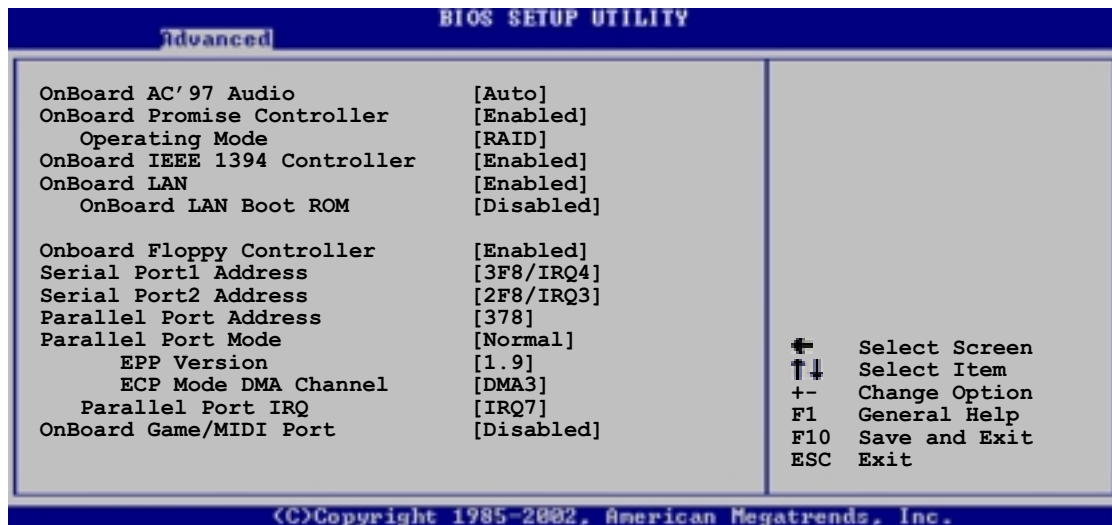 BIOS SETUP UTILITY
Advanced
OnBoard AC'97 Audio [Auto]
OnBoard Promise Controller [Enabled]
Operating Mode [RAID]
OnBoard IEEE 1394 Controller [Enabled]
OnBoard LAN [Enabled]
OnBoard LAN Boot ROM [Disabled]
Onboard Floppy Controller [Enabled]
Serial Port1 Address [3F8/IRQ4]
Serial Port2 Address [2F8/IRQ3]
Parallel Port Address [378]
Parallel Port Mode [Normal]
EPP Version [1.9]
ECP Mode DMA Channel [DMA3]
Parallel Port IRQ [IRQ7]
OnBoard Game/MIDI Port [Disabled]
← Select Screen
↑↓ Select Item
+- Change Option
F1 General Help
F10 Save and Exit
ESC Exit
(C)Copyright 1985-2002, American Megatrends, Inc.